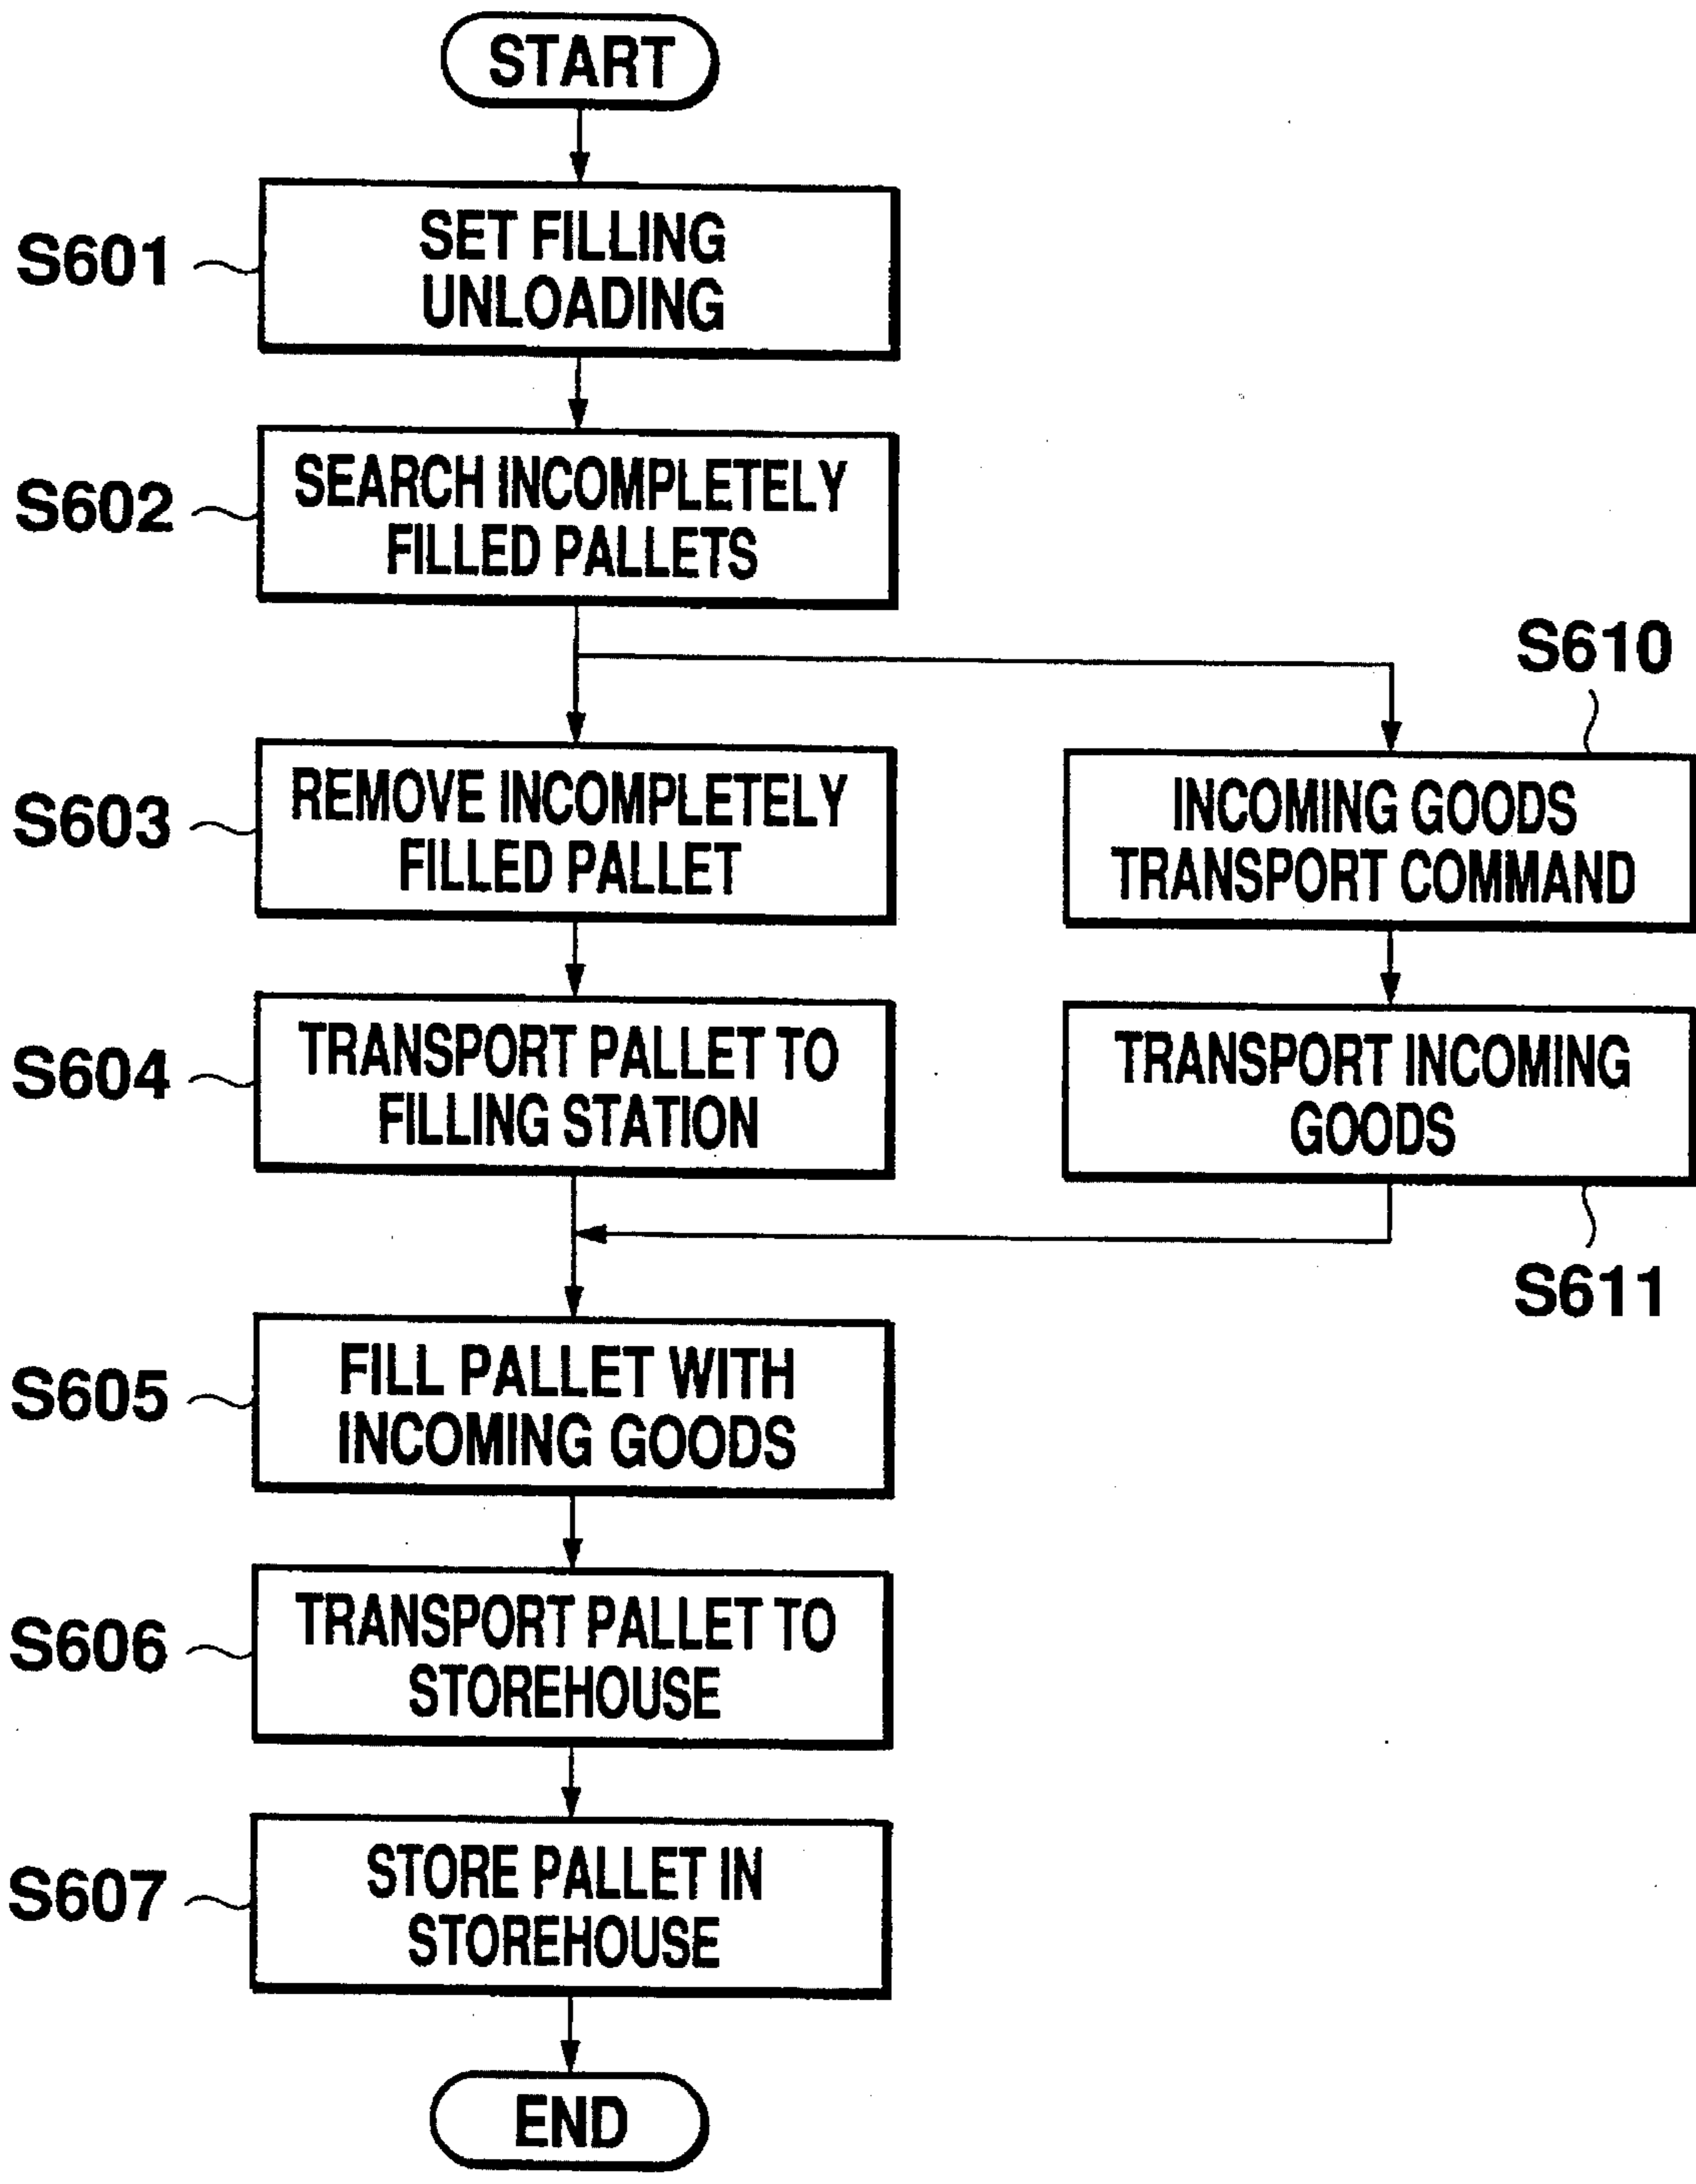 START
S601
SET FILLING
UNLOADING
S602
SEARCH INCOMPLETELY
FILLED PALLETS
S603
REMOVE INCOMPLETELY
FILLED PALLET
S610
INCOMING GOODS
TRANSPORT COMMAND
S604
TRANSPORT PALLET TO
FILLING STATION
TRANSPORT INCOMING
GOODS
S611
S605
FILL PALLET WITH
INCOMING GOODS
S606
TRANSPORT PALLET TO
STOREHOUSE
S607
STORE PALLET IN
STOREHOUSE
END